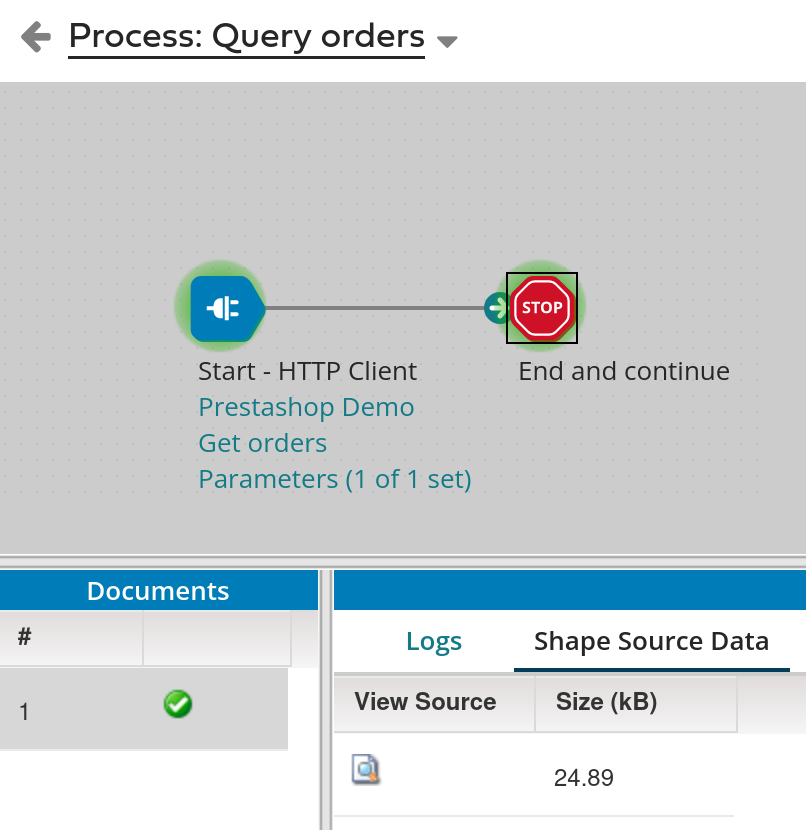 Process: Query orders
STOP
Start - HTTP Client
End and continue
Prestashop Demo
Get orders
Parameters (1 of 1 set)
Documents
#
1
Logs
Shape Source Data
View Source
Size (kB)
24.89